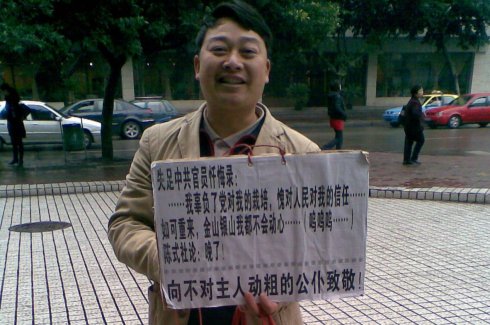 失足中共官员忏悔录：
……我辜负了党对我的栽培，愧对人民对我的信任……
如可重来，金山银山我都不会动心……（呜呜呜……）
陈式社论：晚了！
向不对主人动粗的公仆致敬！